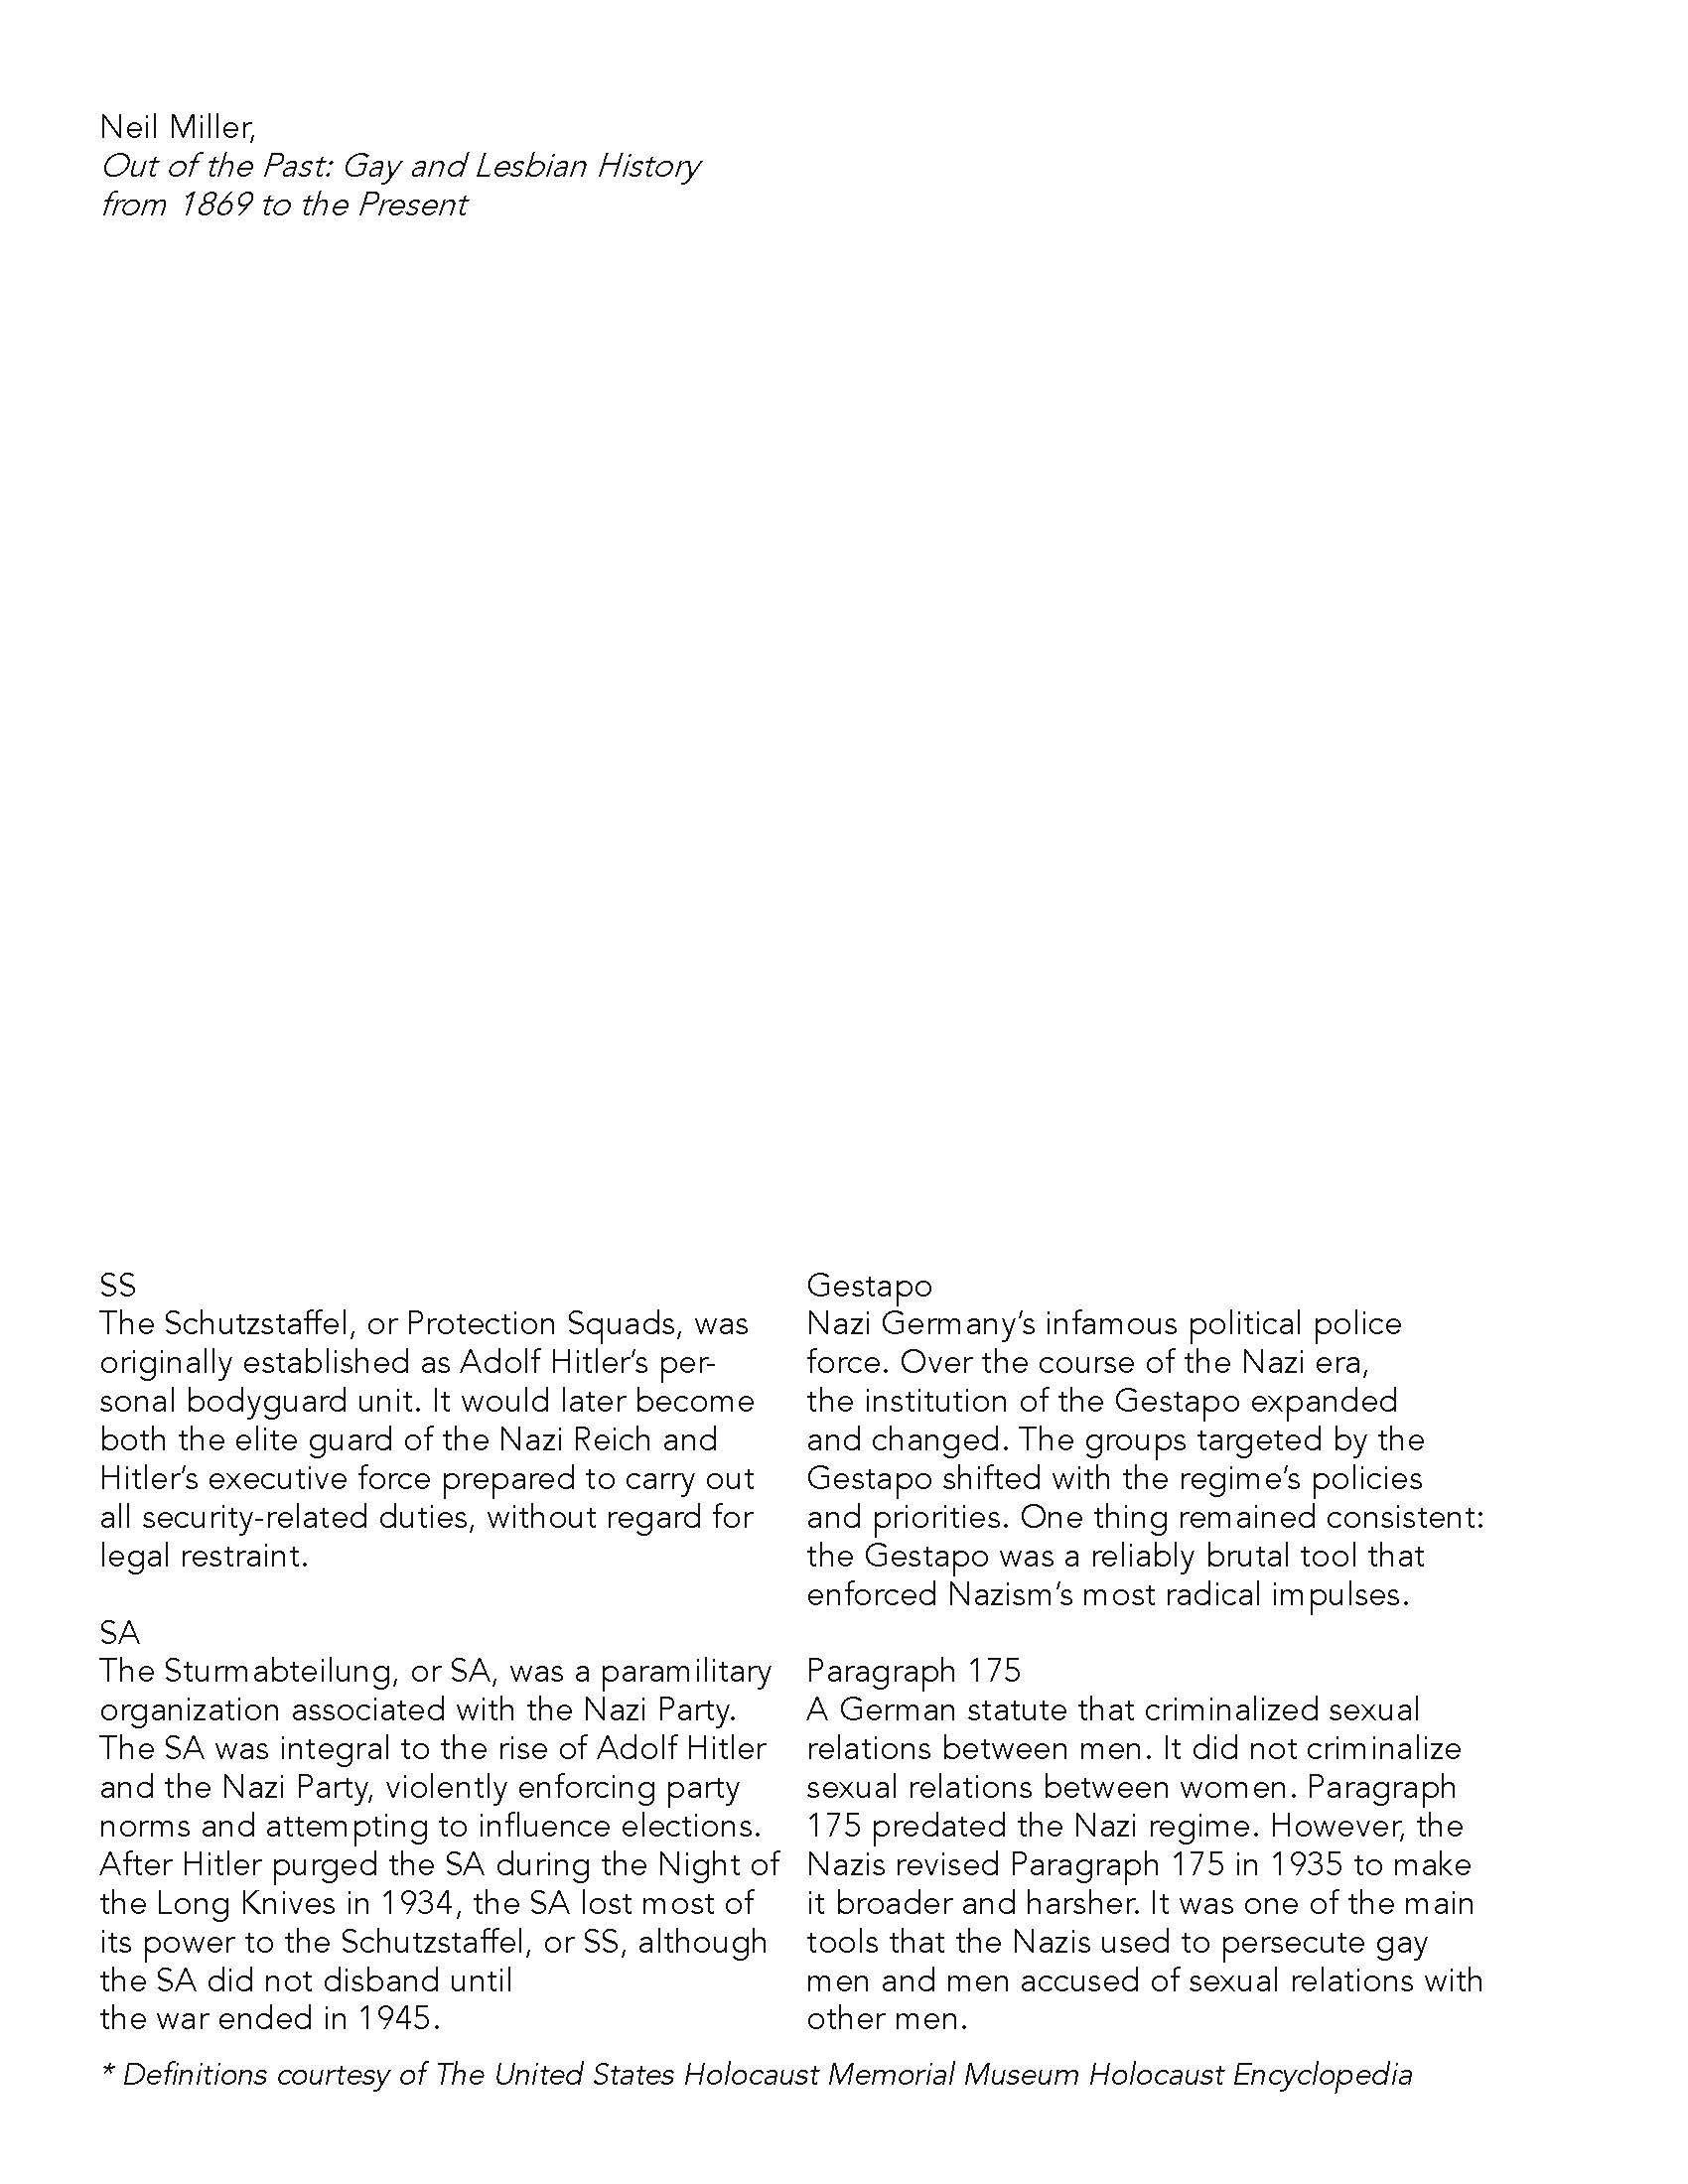 Neil Miller,
Out of the Past: Gay and Lesbian History
from 1869 to the Present
SS
The Schutzstaffel, or Protection Squads, was
originally established as Adolf Hitler’s per-
sonal bodyguard unit. It would later become
both the elite guard of the Nazi Reich and
Hitler’s executive force prepared to carry out
all security-related duties, without regard for
legal restraint.
SA
The Sturmabteilung, or SA, was a paramilitary
organization associated with the Nazi Party.
The SA was integral to the rise of Adolf Hitler
and the Nazi Party, violently enforcing party
norms and attempting to influence elections.
After Hitler purged the SA during the Night of
the Long Knives in 1934, the SA lost most of
its power to the Schutzstaffel, or SS, although
the SA did not disband until
the war ended in 1945.
Gestapo
Nazi Germany’s infamous political police
force. Over the course of the Nazi era,
the institution of the Gestapo expanded
and changed. The groups targeted by the
Gestapo shifted with the regime’s policies
and priorities. One thing remained consistent:
the Gestapo was a reliably brutal tool that
enforced Nazism’s most radical impulses.
Paragraph 175
A German statute that criminalized sexual
relations between men. It did not criminalize
sexual relations between women. Paragraph
175 predated the Nazi regime. However, the
Nazis revised Paragraph 175 in 1935 to make
it broader and harsher. It was one of the main
tools that the Nazis used to persecute gay
men and men accused of sexual relations with
other men.
* Definitions courtesy of The United States Holocaust Memorial Museum Holocaust Encyclopedia